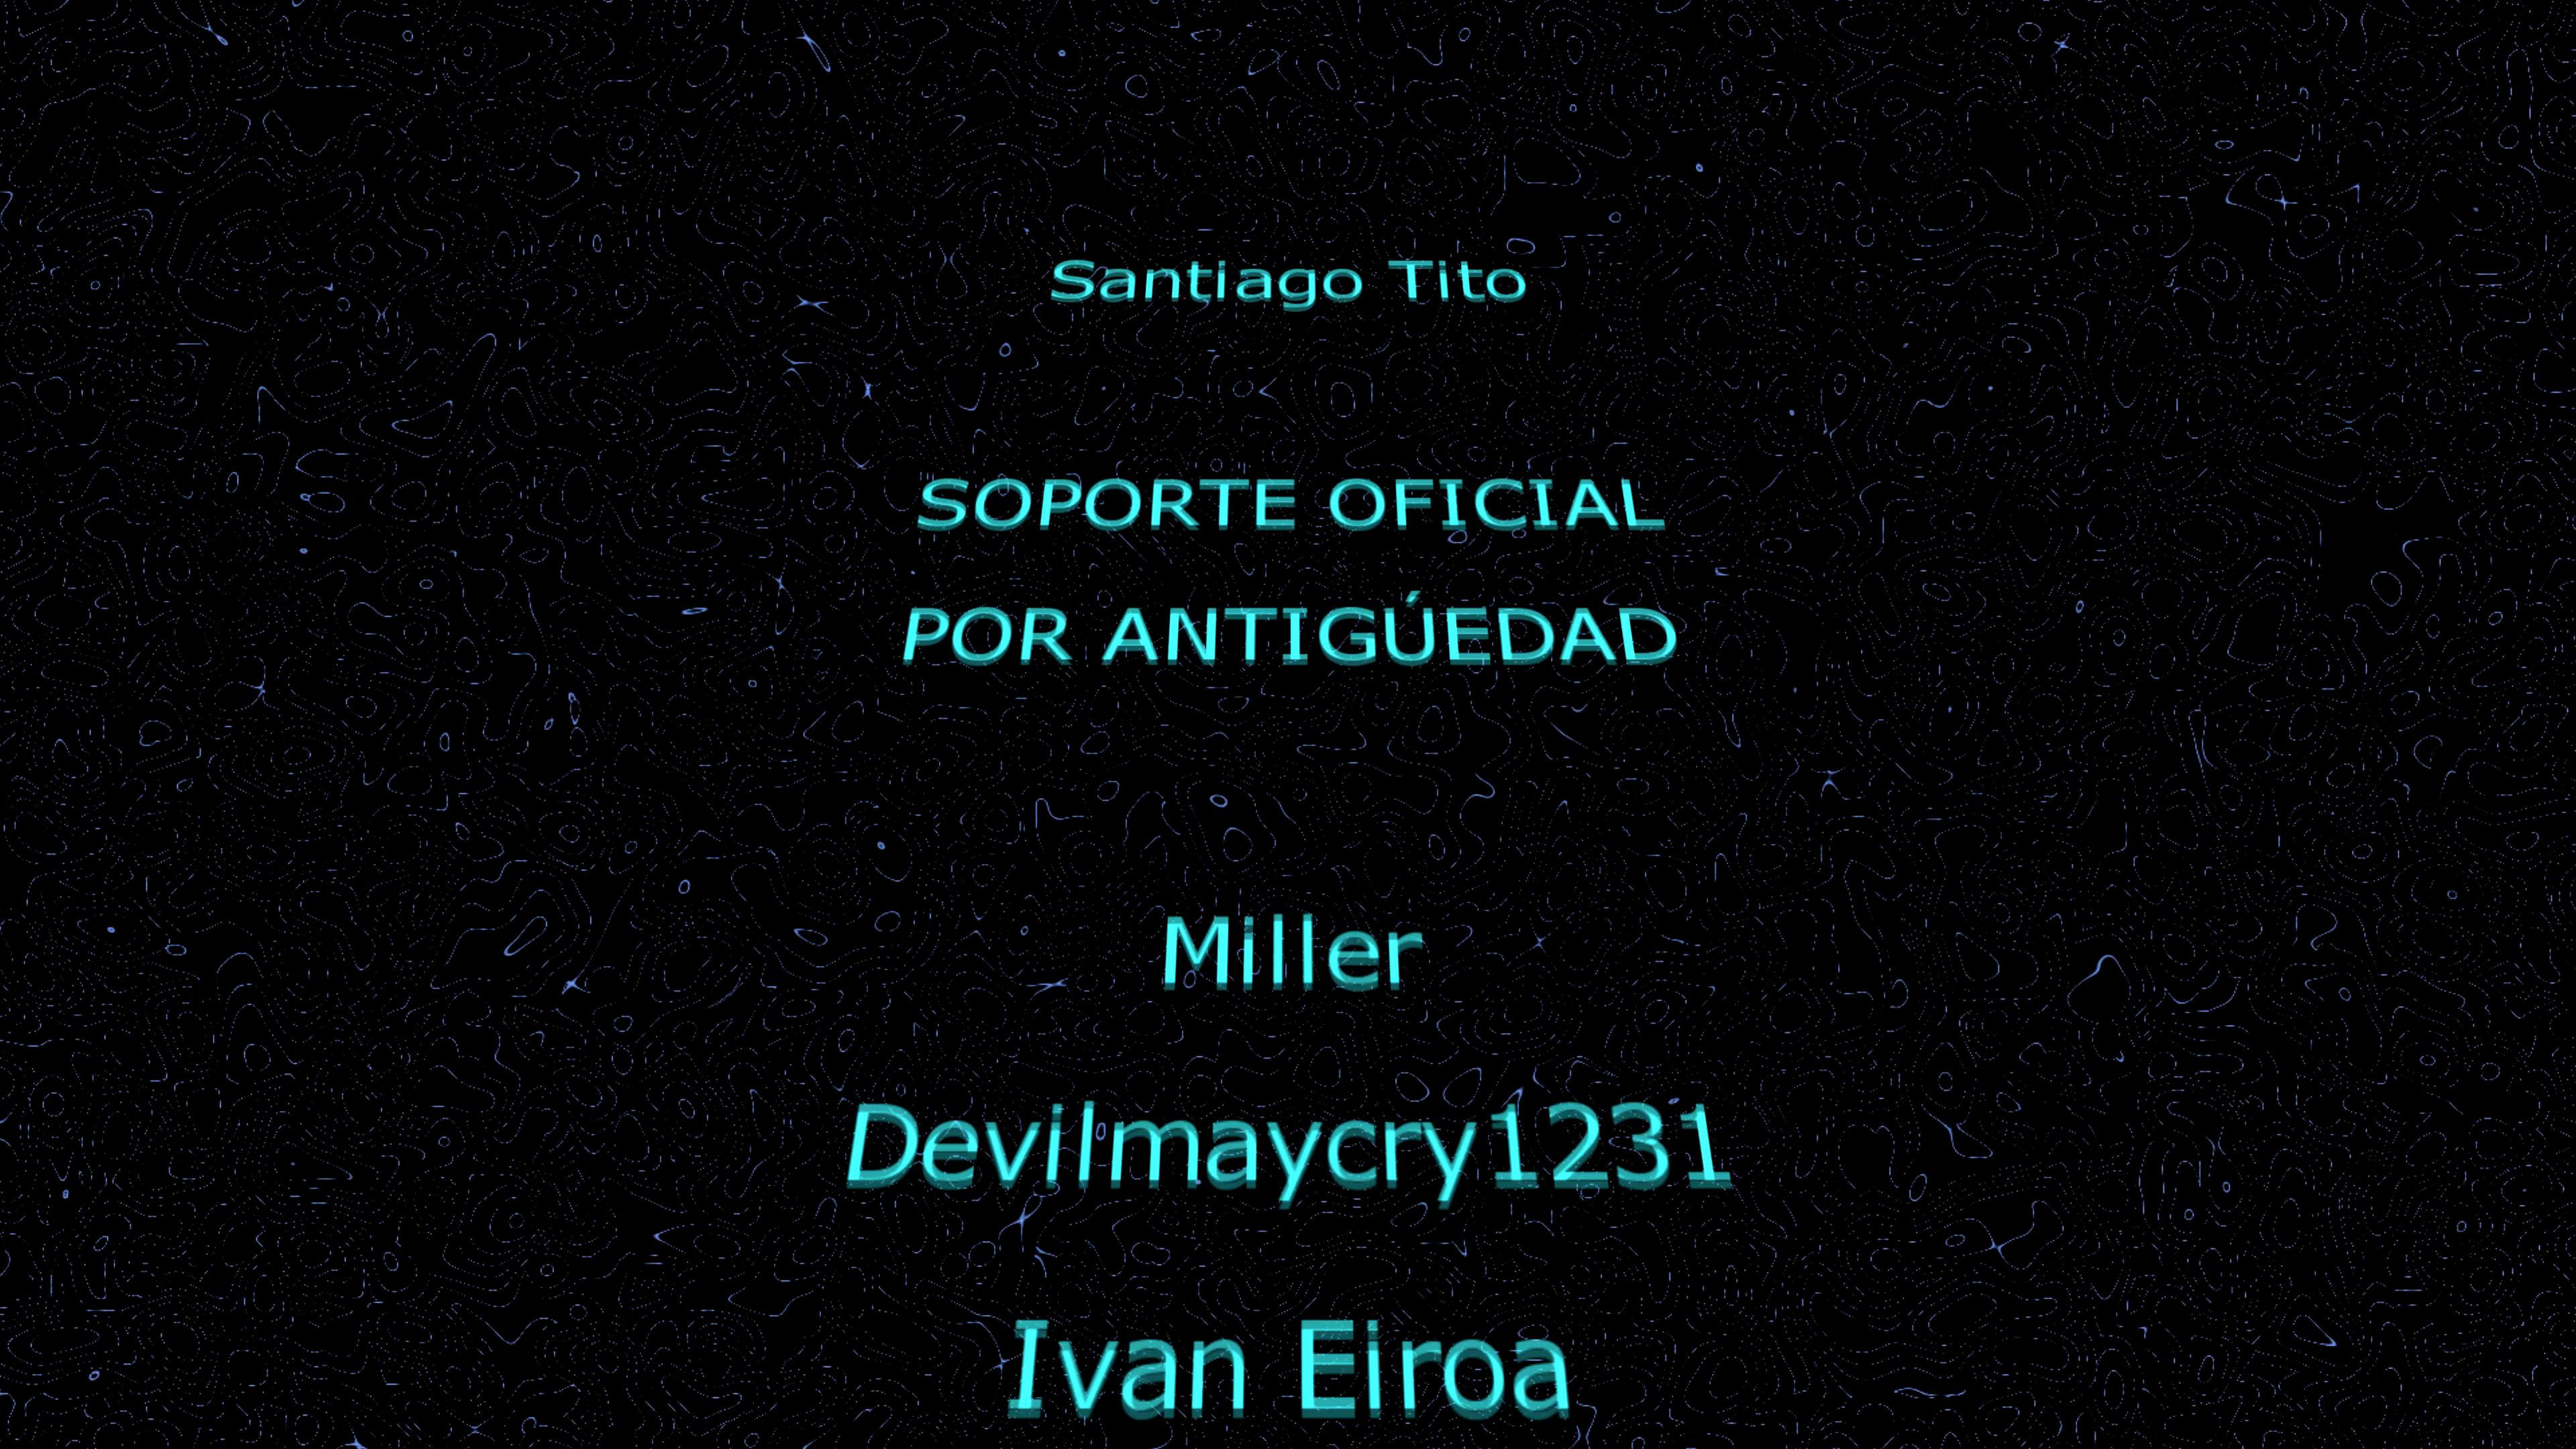 Santiago Tito
SOPORTE OFICIAL
POR ANTIGÚEDAD
Miller
Devilmaycry1231
Ivan Eiroa